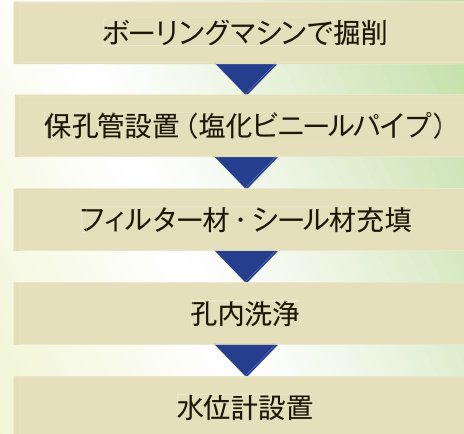 ボーリングマシンで掘削
保孔管設置（塩化ビニールパイプ）
フィルター材・シール材充填
孔内洗浄
水位計設置